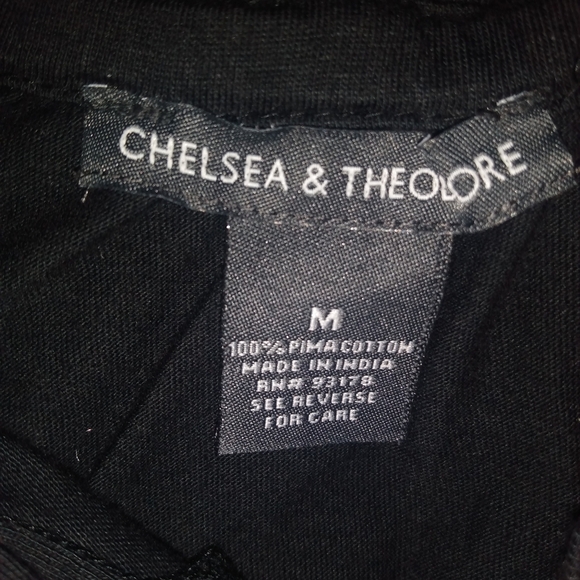 CHELSEA & THEODORE
M
100% PIMA COTTON
MADE IN INDIA
RN# 93178
SEE REVERSE
FOR CARE